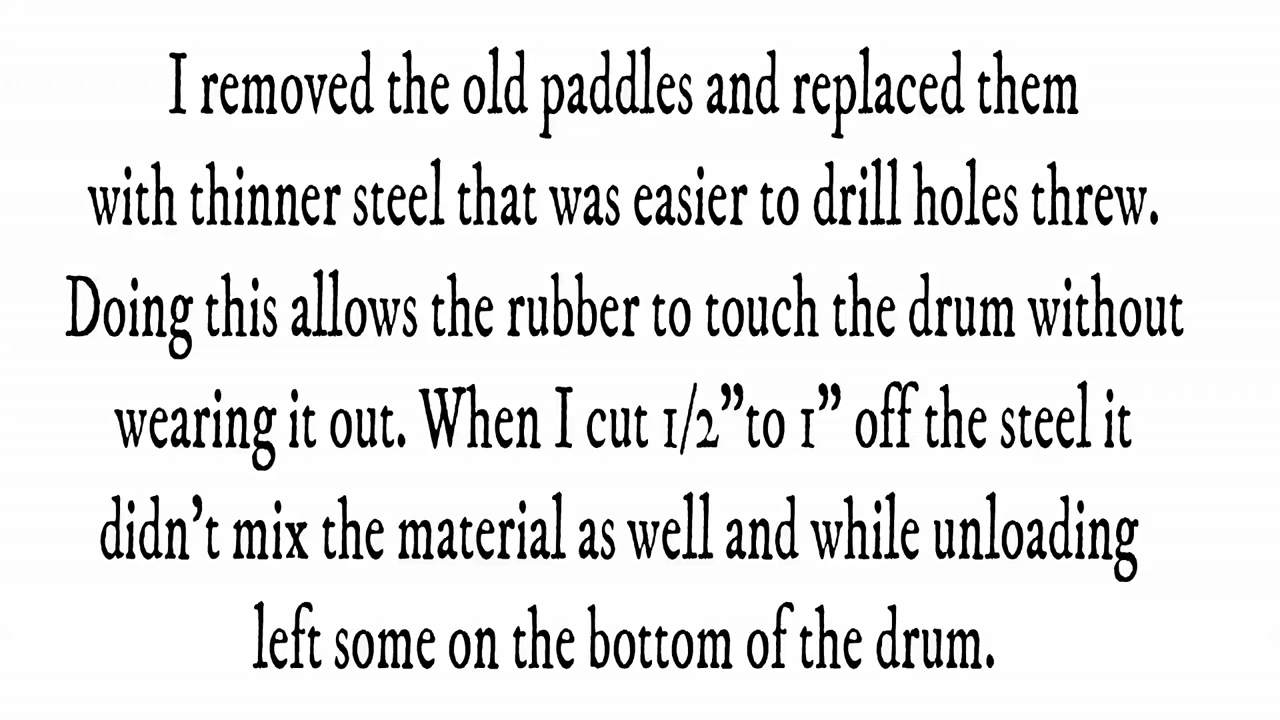 I removed the old paddles and replaced them
with thinner steel that was easier to drill holes threw.
Doing this allows the rubber to touch the drum without
wearing it out. When I cut 1/2”to 1” off the steel it
didn’t mix the material as well and while unloading
left some on the bottom of the drum.